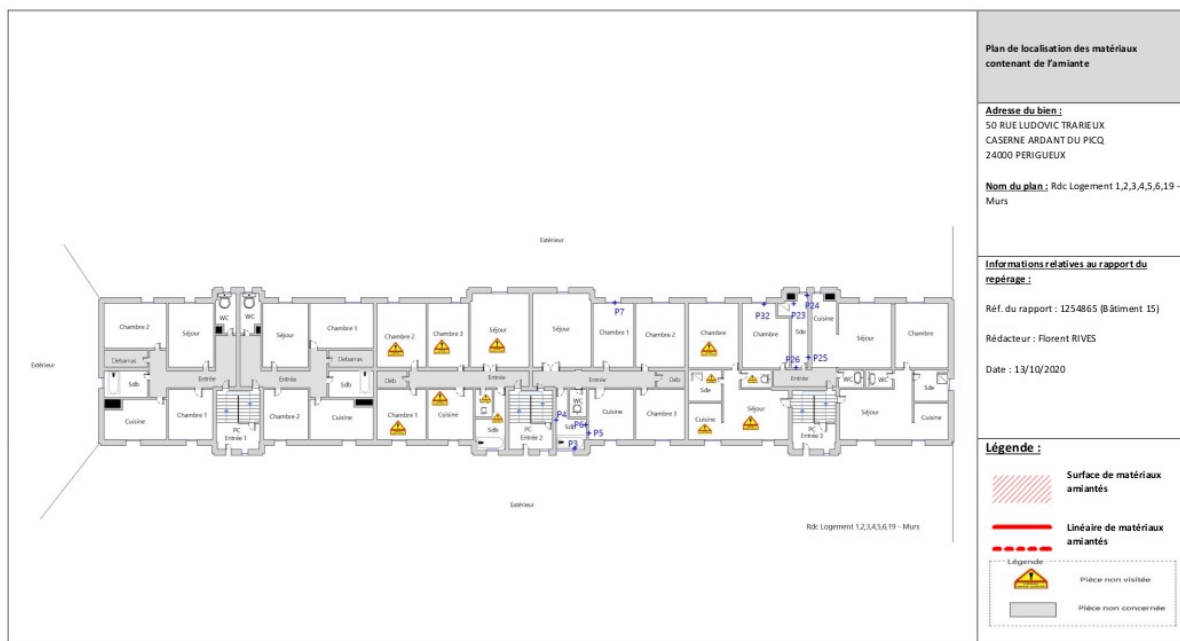 Plan de localisation des matériaux
contenant de l'amiante
Adresse du bien :
50 RUE LUDOVIC TRARIEUX
CASERNE ARDANT DU PICQ
24000 PERIGUEUX
Nom du plan : Rdc Logement 1,2,3,4,5,6,19 -
Murs
Informations relatives au rapport du
repérage :
Réf. du rapport : 1254865 (Bâtiment 15)
Rédacteur : Florent RIVES
Date : 13/10/2020
Légende :
Surface de matériaux
amiantés
Linéaire de matériaux
amiantés
Légende
Pièce non visitée
Pièce non concernée
Extérieur
Extérieur
Extérieur
Chambre 2
Séjour
WC
WC
Séjour
Chambre 1
Chambre 2
Chambre 3
Séjour
Séjour
P7
Chambre 1
Chambre 2
Chambre
P32
Chambre
P24
P23
Sde
Cuisine
Séjour
Chambre
Débarras
Débarras
P26
P25
Sdb
Entrée
Entrée
Sdb
Déb
Entrée
Entrée
Déb
Sde
Entrée
WC
WC
Sde
Cuisine
Chambre 1
PC
Entrée 1
Chambre 2
Cuisine
Chambre 1
Cuisine
Sdb
PC
Entrée 2
P4
WC
Sdb
P6
P5
P3
Cuisine
Chambre 3
Cuisine
Séjour
PC
Entrée 3
Séjour
Cuisine
Rdc Logement 1,2,3,4,5,6,19 - Murs